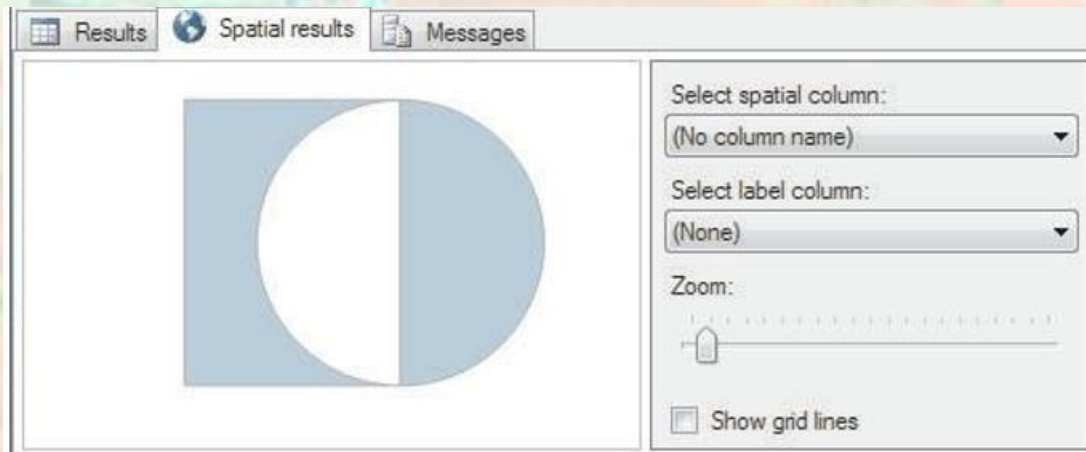 Results Spatial results Messages
Select spatial column:
(No column name)
Select label column:
(None)
Zoom:
Show grid lines